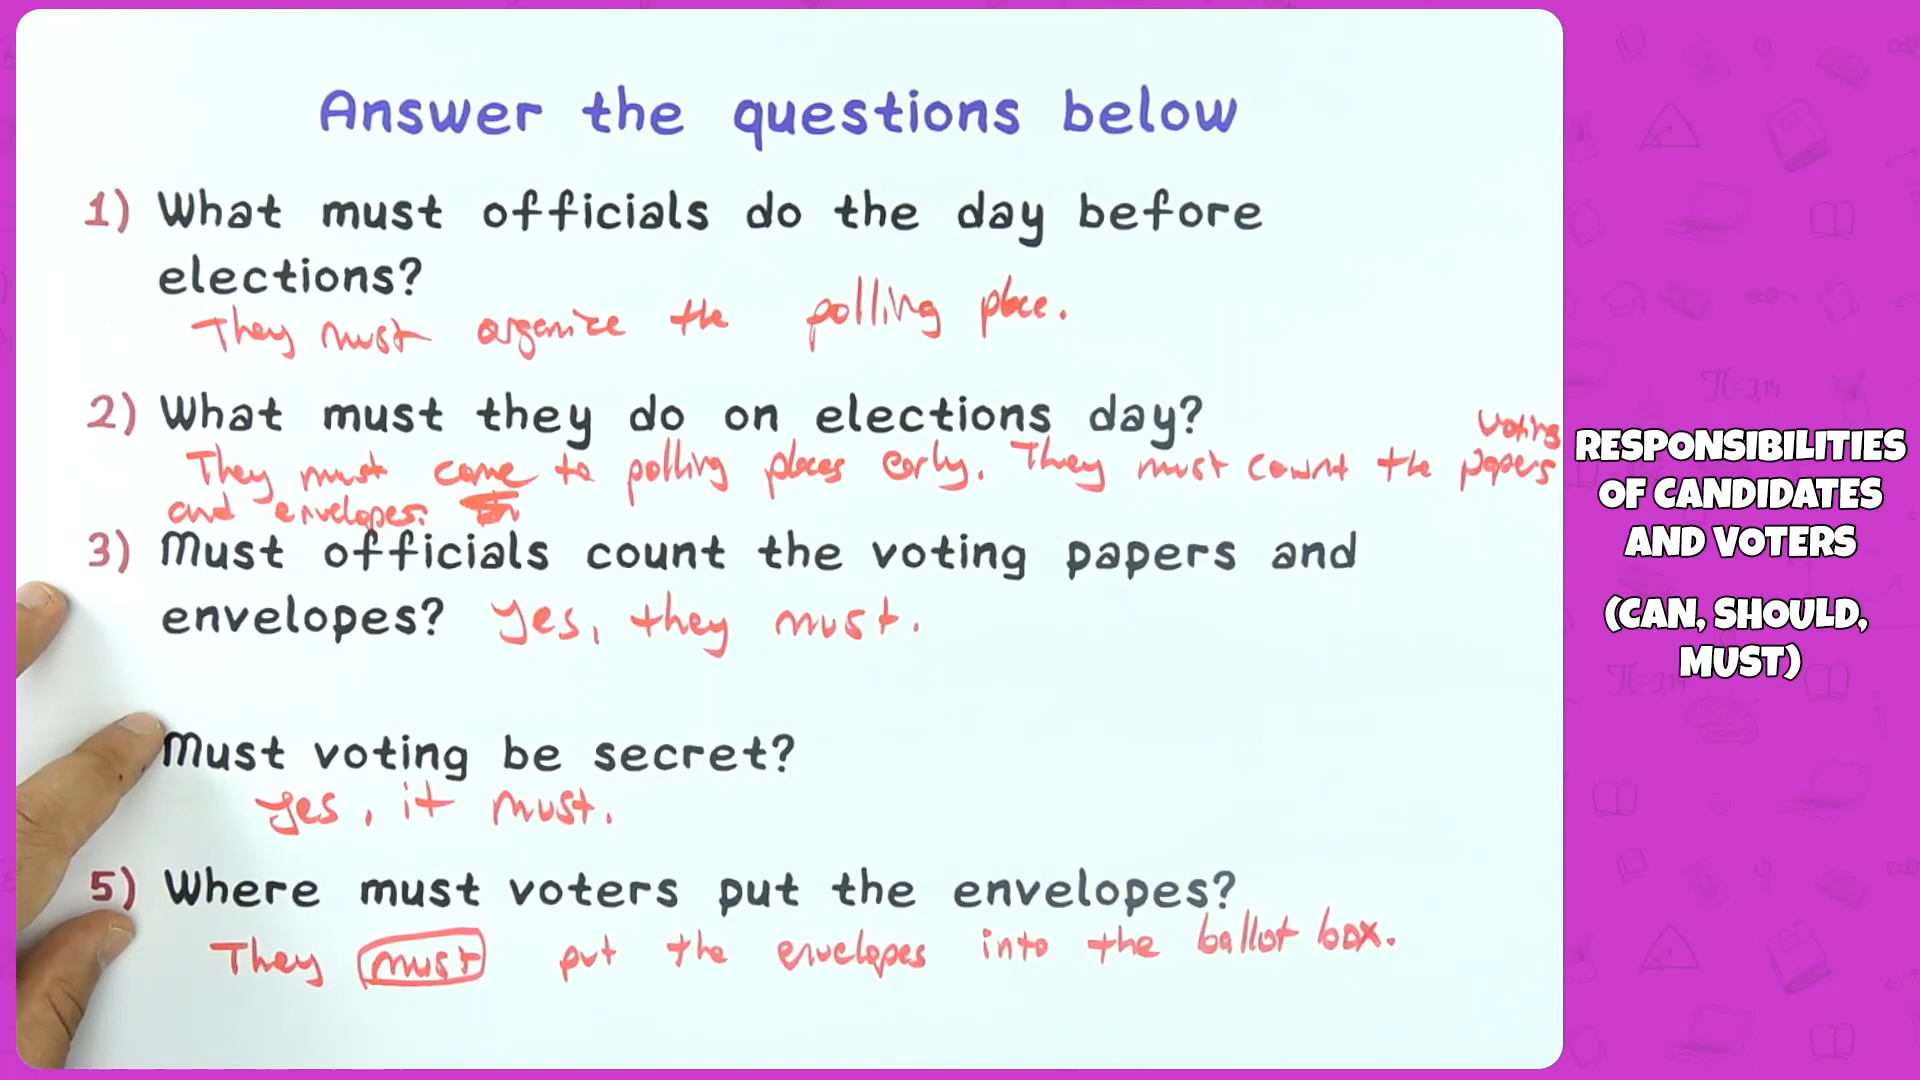 Answer the questions below
1) What must officials do the day before
elections?
They must organize the polling place.
2) What must they do on elections day?
voting
They must come to polling places early. They must count the papers
and envelopes.
3) Must officials count the voting papers and
envelopes? Yes, they must.
Must voting be secret?
Yes, it must.
5) Where must voters put the envelopes?
They must put the envelopes into the ballot box.
RESPONSIBILITIES
OF CANDIDATES
AND VOTERS
(CAN, SHOULD,
MUST)